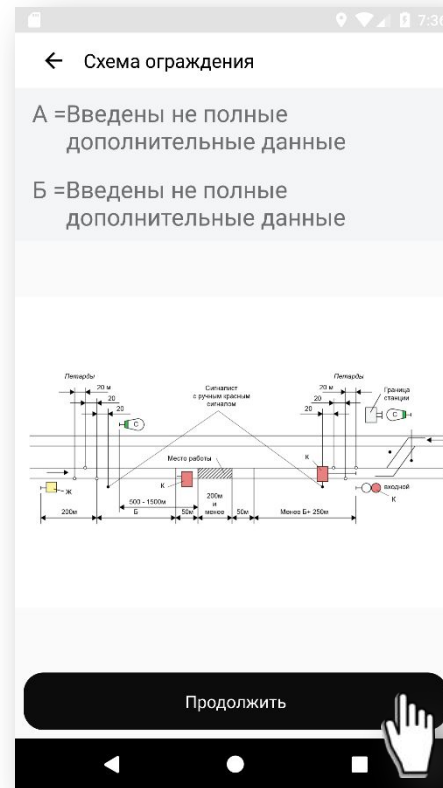 7:36
Схема ограждения
А =Введены не полные
дополнительные данные
Б =Введены не полные
дополнительные данные
Петарды
20 м
20
20
С
Сигналист
с ручным красным
сигналом
Петарды
20 м
20
20
Граница
станции
С
Место работы
К
К
Ж
500 - 1500м
200м
и
менее
входной
К
200м
Б
50м
50м
Менее Б+ 250м
Продолжить